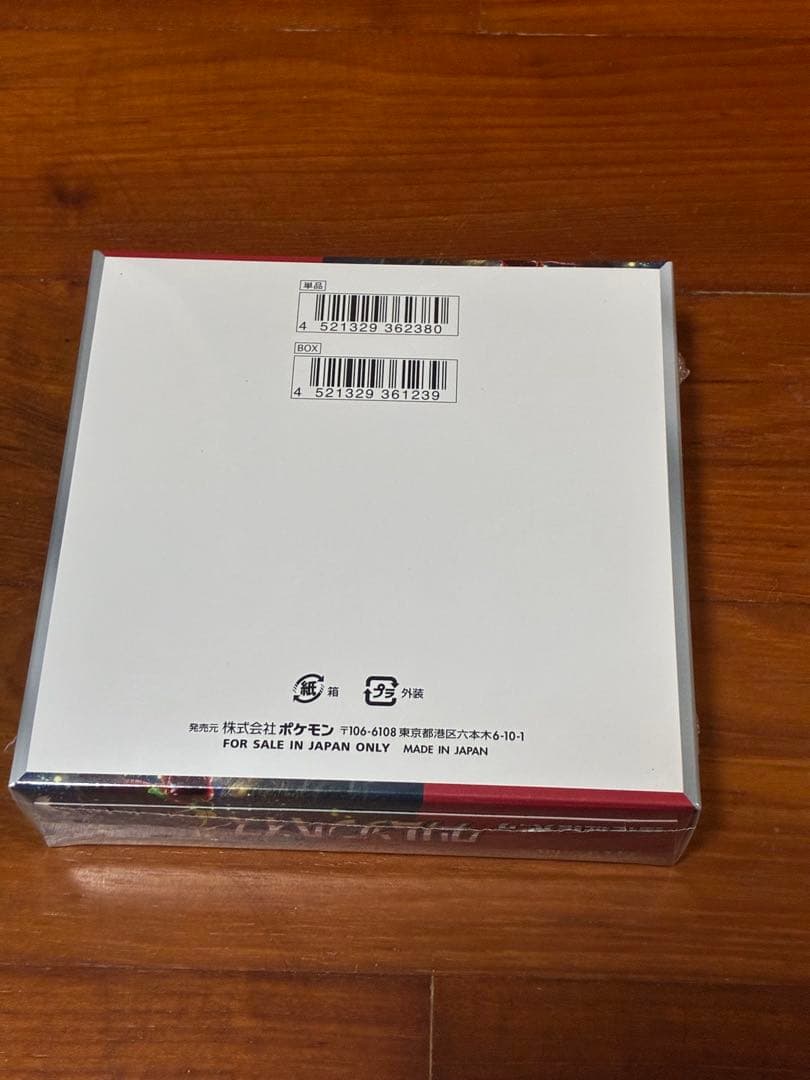 単品
4 521329 362380
BOX
4 521329 361239
紙 箱 プラ 外装
発売元 株式会社ポケモン 〒106-6108 東京都港区六本木6-10-1
FOR SALE IN JAPAN ONLY MADE IN JAPAN